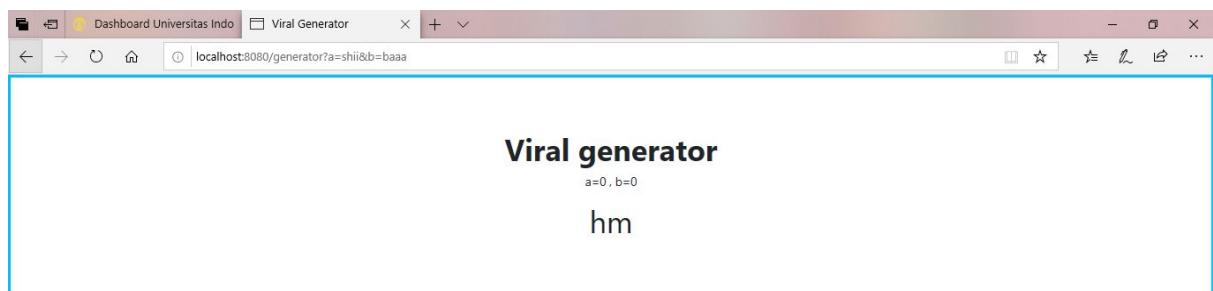 Dashboard Universitas Indo
Viral Generator
localhost:8080/generator?a=shii&b=baaa
Viral generator
a=0 , b=0
hm